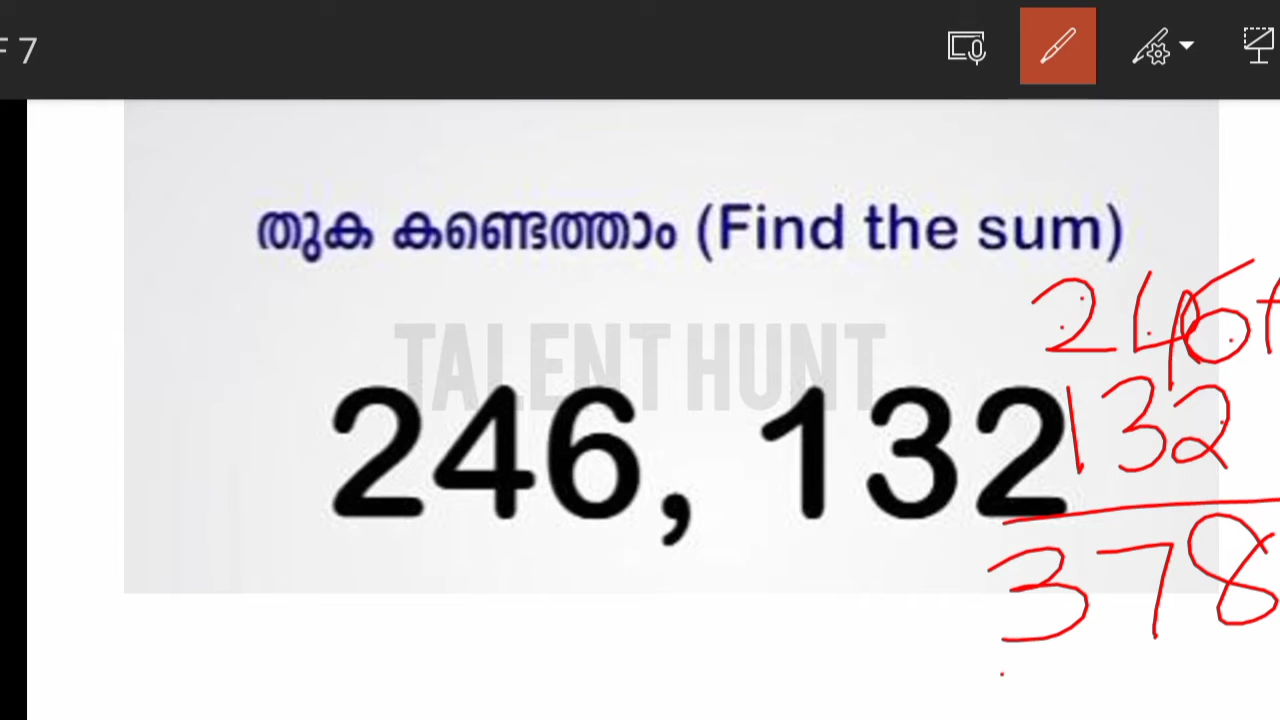 F 7
തുക കണ്ടെത്താം (Find the sum)
TALENT HUNT
246, 132
246+
132
378